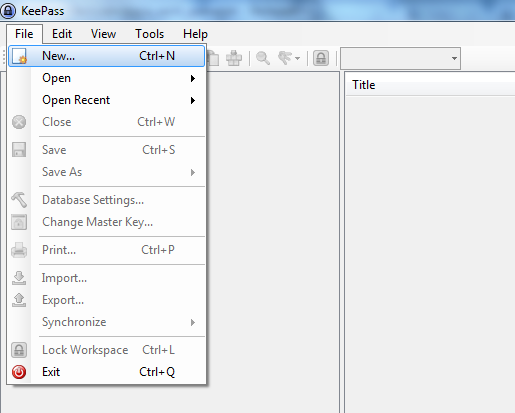 KeePass
File Edit View Tools Help
New... Ctrl+N
Open
Open Recent
Close Ctrl+W
Save Ctrl+S
Save As
Database Settings...
Change Master Key...
Print... Ctrl+P
Import...
Export...
Synchronize
Lock Workspace Ctrl+L
Exit Ctrl+Q
Title